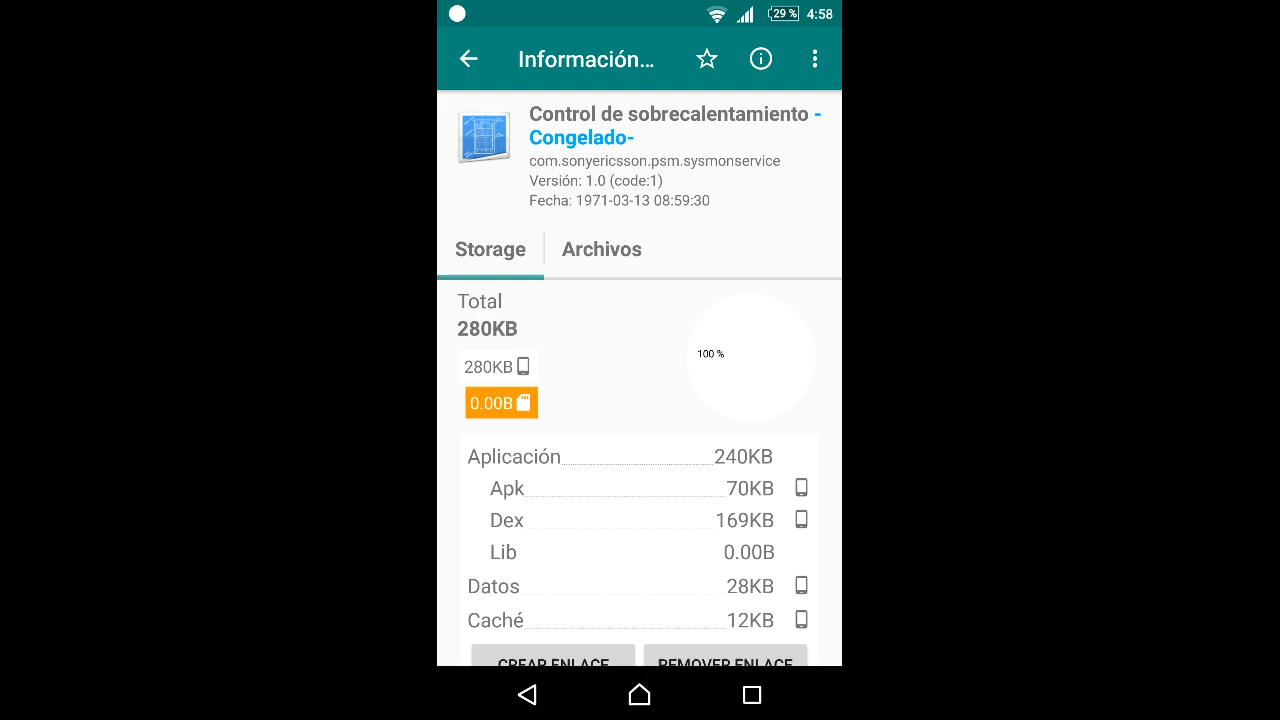 29 % 4:58
Información…
Control de sobrecalentamiento -
Congelado-
com.sonyericsson.psm.sysmonservice
Versión: 1.0 (code:1)
Fecha: 1971-03-13 08:59:30
Storage Archivos
Total
280KB
280KB
0.00B
100 %
Aplicación 240KB
Apk 70KB
Dex 169KB
Lib 0.00B
Datos 28KB
Caché 12KB
CREAR ENLACE REMOVER ENLACE